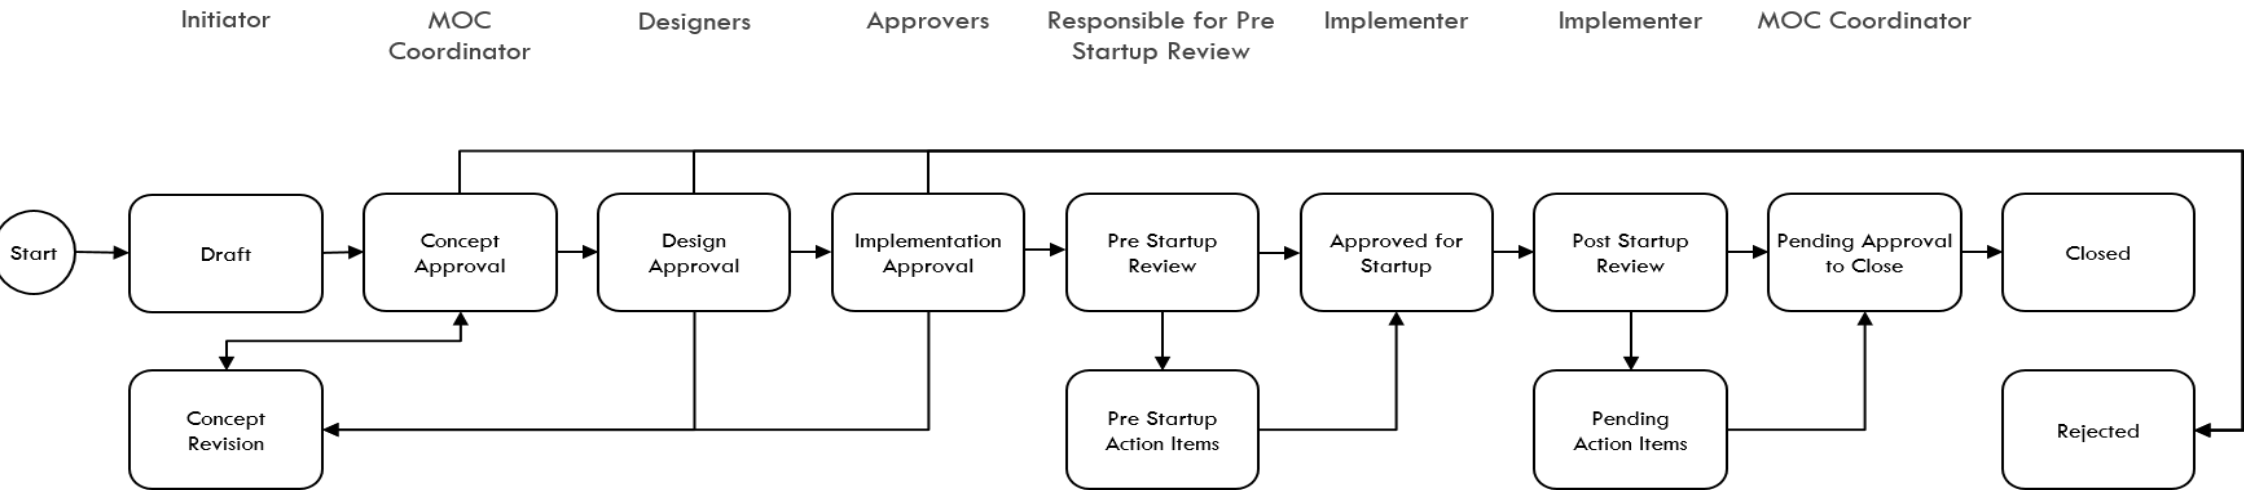 Initiator
MOC
Coordinator
Designers
Approvers
Responsible for Pre
Startup Review
Implementer
Implementer
MOC Coordinator
Start
Draft
Concept
Approval
Design
Approval
Implementation
Approval
Pre Startup
Review
Approved for
Startup
Post Startup
Review
Pending Approval
to Close
Closed
Concept
Revision
Pre Startup
Action Items
Pending
Action Items
Rejected